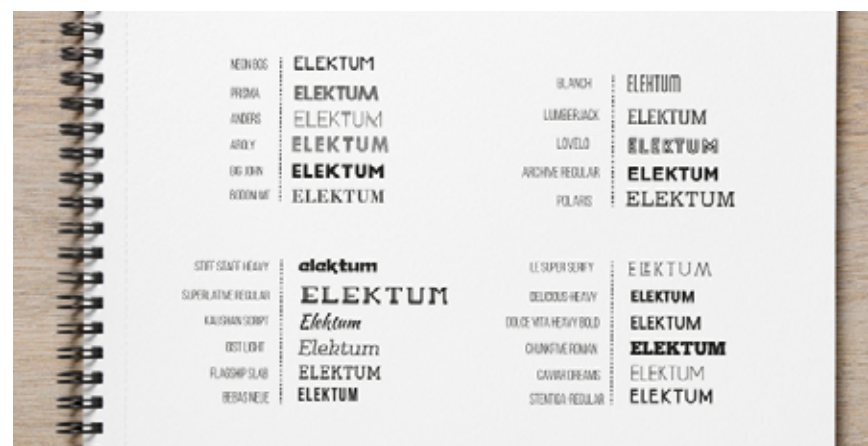 NEON 80S ELEKTUM
PRISMA ELEKTUM
ANDERS ELEKTUM
AROLY ELEKTUM
BIG JOHN ELEKTUM
BODONI MT ELEKTUM
BLANCH ELEKTUM
LUMBERJACK ELEKTUM
LOVELO ELEKTUM
ARCHIVE REGULAR ELEKTUM
POLARIS ELEKTUM
STIFF STAFF HEAVY elektum
SUPERLATIVE REGULAR ELEKTUM
KAUSHAN SCRIPT Elektum
GIST LIGHT Elektum
FLAGSHIP SLAB ELEKTUM
BEBAS NEUE ELEKTUM
LE SUPER SERIFY ELEKTUM
DELICIOUS-HEAVY ELEKTUM
DOLCE VITA HEAVY BOLD ELEKTUM
CHUNKFIVE ROMAN ELEKTUM
CAVIAR DREAMS ELEKTUM
STENTIGA-REGULAR ELEKTUM